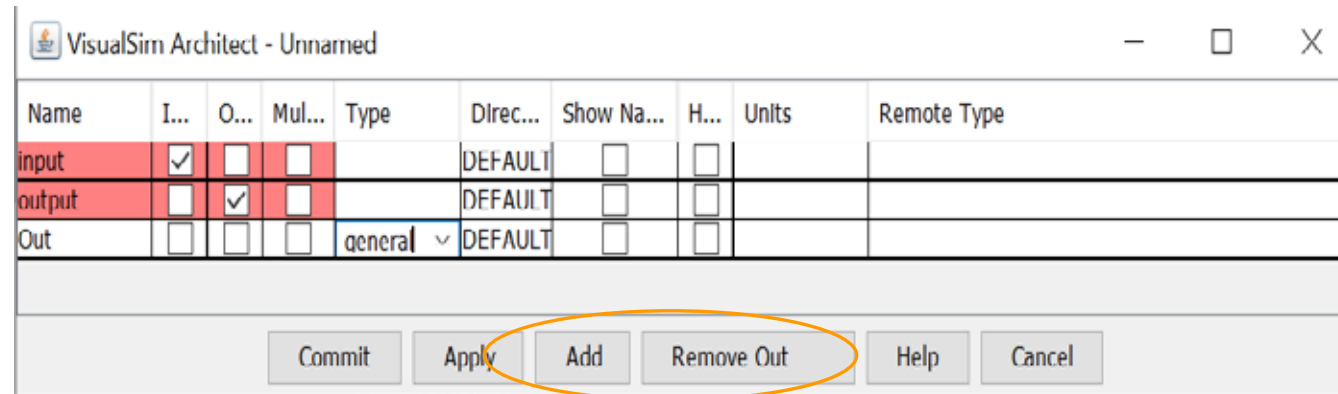 VisualSim Architect - Unnamed
Name I... O... Mul... Type Direc... Show Na... H... Units Remote Type
input DEFAULT
output DEFAULT
Out general DEFAULT
Commit Apply Add Remove Out Help Cancel